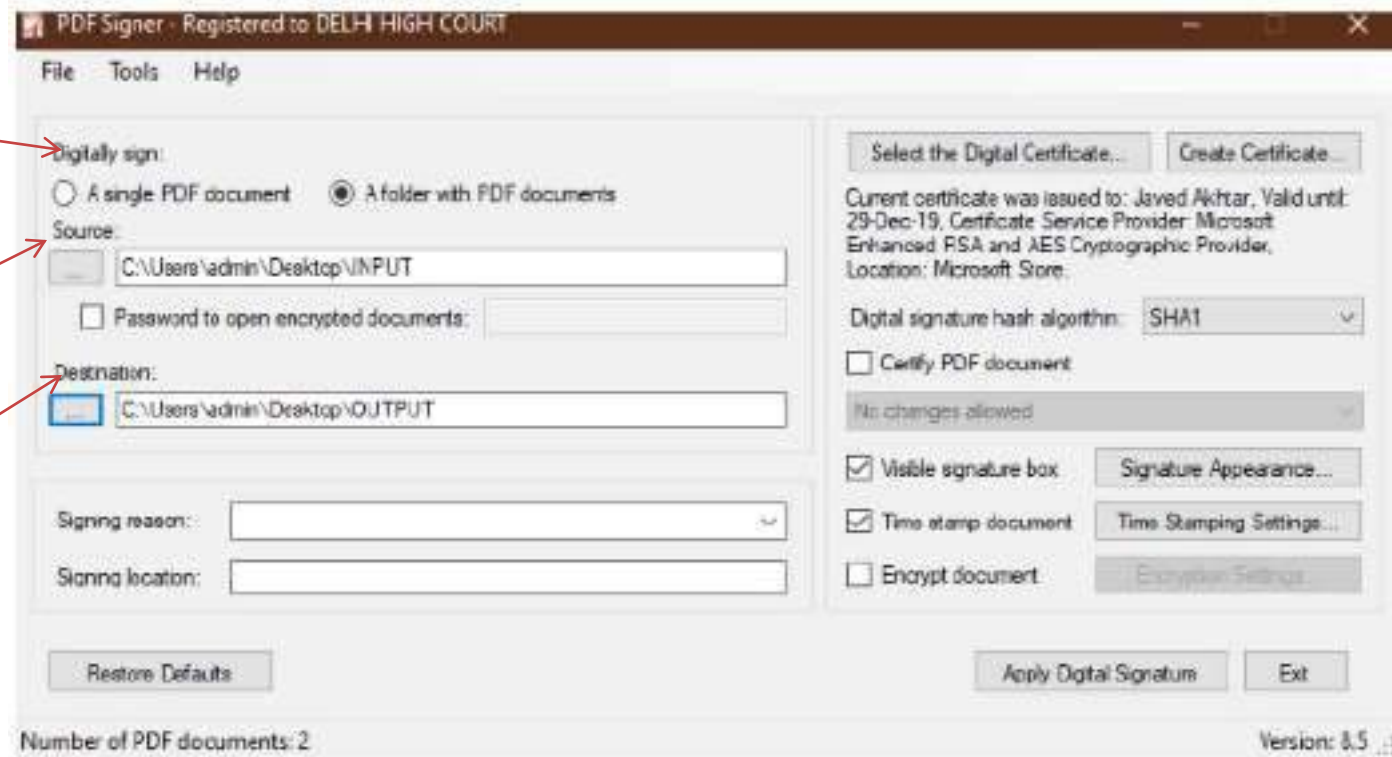 PDF Signer - Registered to DELHI HIGH COURT
File Tools Help
Digitally sign:
A single PDF document A folder with PDF documents
Source:
... C:\Users\admin\Desktop\INPUT
Password to open encrypted documents:
Destination:
... C:\Users\admin\Desktop\OUTPUT
Signing reason:
Signing location:
Select the Digital Certificate... Create Certificate...
Current certificate was issued to: Javed Akhtar, Valid until:
29-Dec-19, Certificate Service Provider: Microsoft
Enhanced RSA and AES Cryptographic Provider,
Location: Microsoft Store.
Digital signature hash algorithm: SHA1
Certify PDF document
No changes allowed
Visible signature box Signature Appearance...
Time stamp document Time Stamping Settings...
Encrypt document Encryption Settings...
Restore Defaults Apply Digital Signature Exit
Number of PDF documents: 2 Version: 8.5